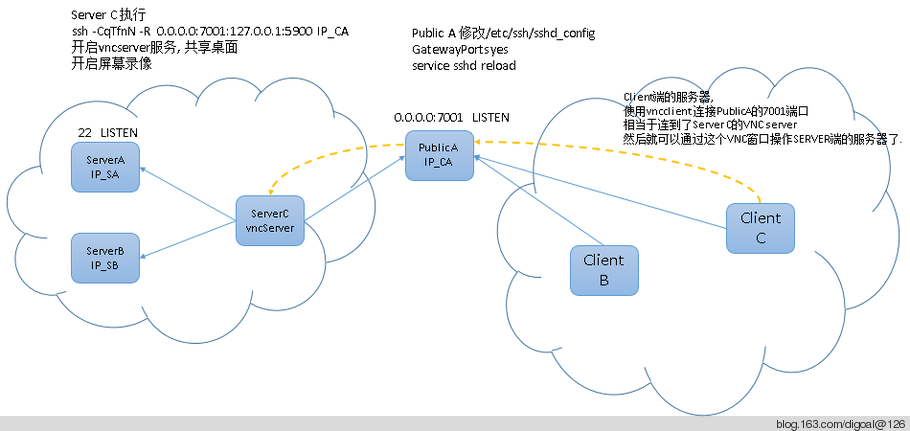 Server C 执行
ssh -CqTfnN -R 0.0.0.0:7001:127.0.0.1:5900 IP_CA
开启vncserver服务, 共享桌面
开启屏幕录像
Public A 修改/etc/ssh/sshd_config
GatewayPortsyes
service sshd reload
Client端的服务器,
使用vncclient连接PublicA的7001端口
相当于连到了Server C的VNC server
然后就可以通过这个VNC窗口操作SERVER端的服务器了.
22 LISTEN
0.0.0.0:7001 LISTEN
ServerA
IP_SA
PublicA
IP_CA
ServerC
vncServer
Client
C
ServerB
IP_SB
Client
B
blog.163.com/digoal@126